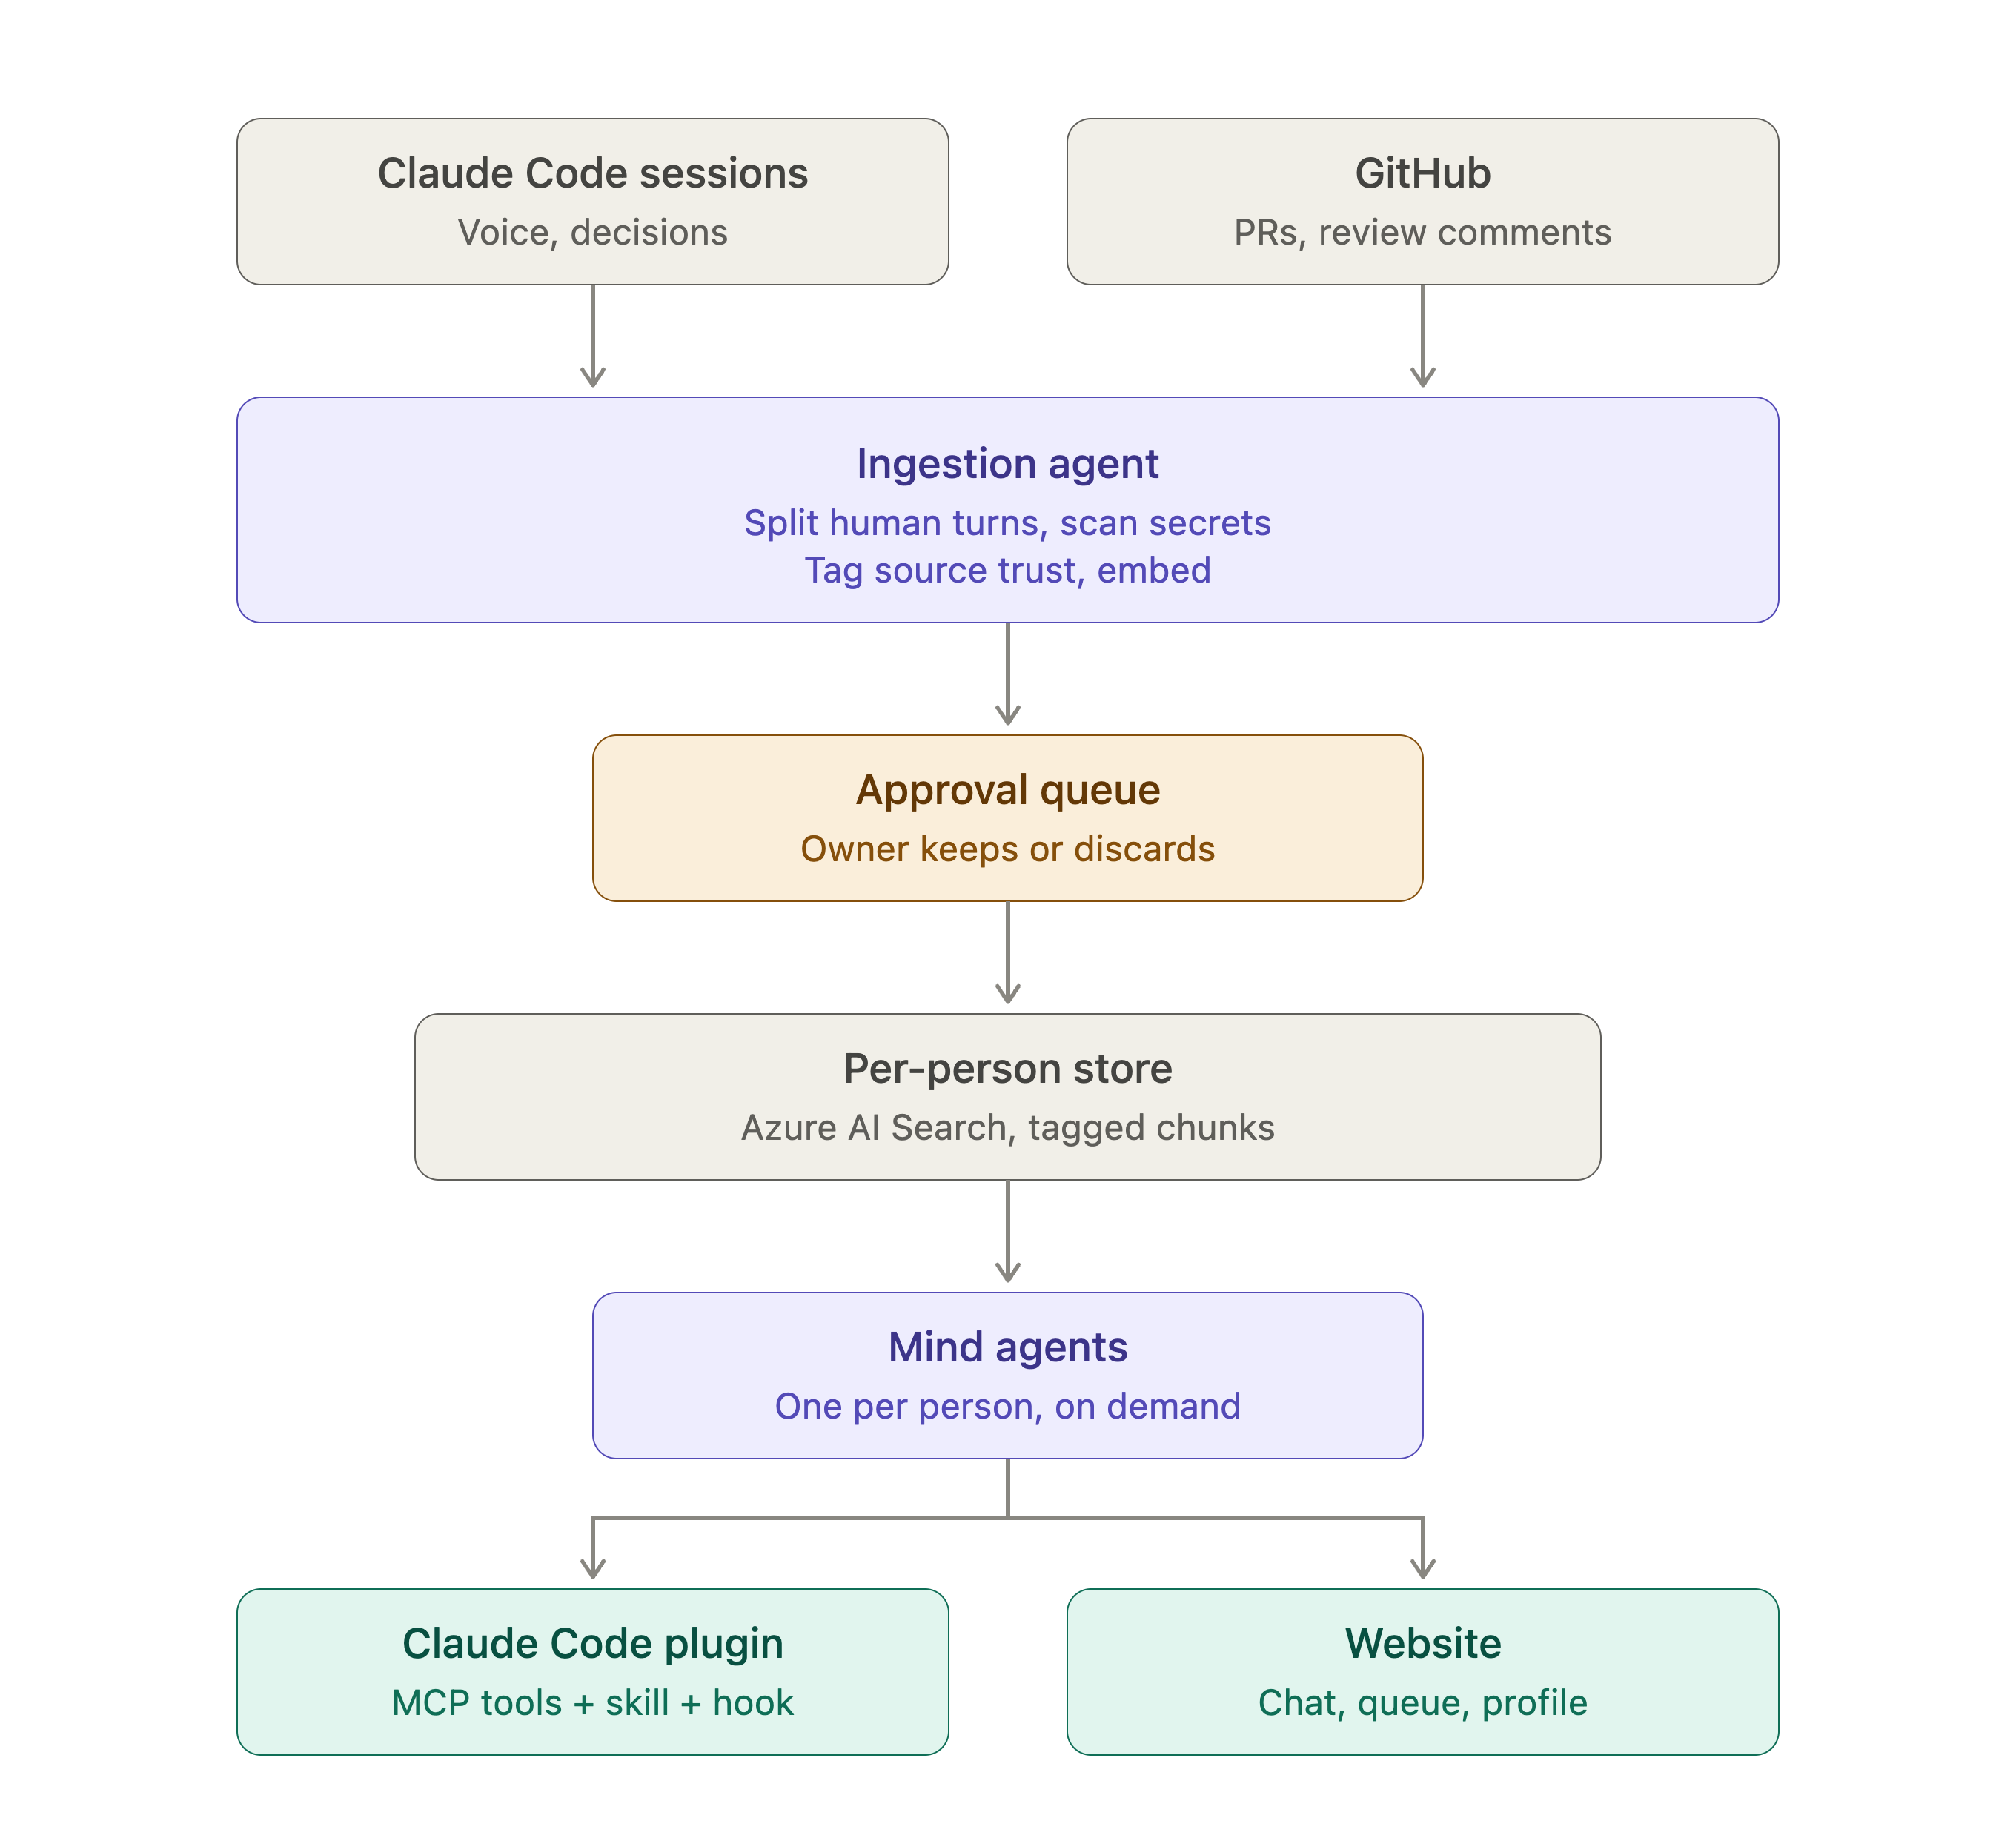 Claude Code sessions
Voice, decisions
GitHub
PRs, review comments
Ingestion agent
Split human turns, scan secrets
Tag source trust, embed
Approval queue
Owner keeps or discards
Per-person store
Azure AI Search, tagged chunks
Mind agents
One per person, on demand
Claude Code plugin
MCP tools + skill + hook
Website
Chat, queue, profile